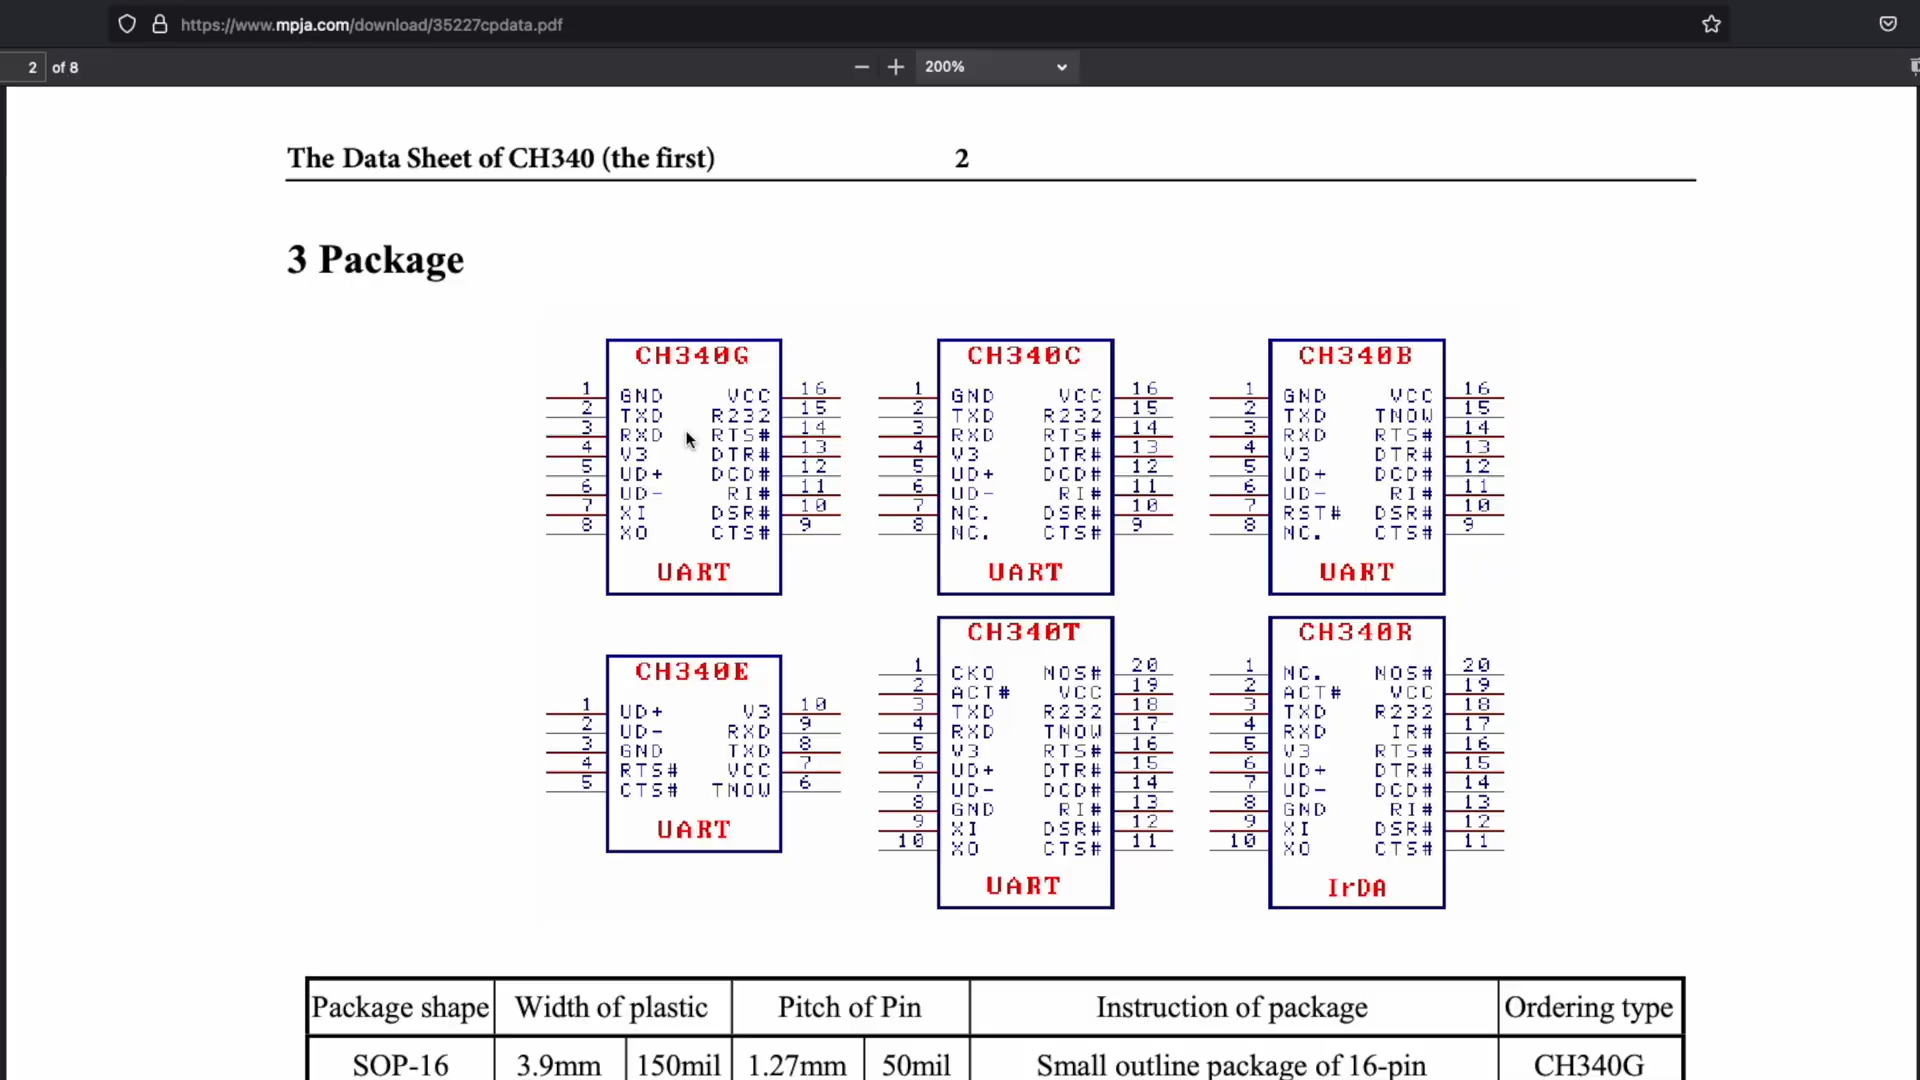 https://www.mpja.com/download/35227cpdata.pdf
2 of 8
200%
The Data Sheet of CH340 (the first) 2
3 Package
CH340G
1 GND VCC 16
2 TXD R232 15
3 RXD RTS# 14
4 V3 DTR# 13
5 UD+ DCD# 12
6 UD- RI# 11
7 XI DSR# 10
8 XO CTS# 9
UART
CH340C
1 GND VCC 16
2 TXD R232 15
3 RXD RTS# 14
4 V3 DTR# 13
5 UD+ DCD# 12
6 UD- RI# 11
7 NC. DSR# 10
8 NC. CTS# 9
UART
CH340B
1 GND VCC 16
2 TXD TNOW 15
3 RXD RTS# 14
4 V3 DTR# 13
5 UD+ DCD# 12
6 UD- RI# 11
7 RST# DSR# 10
8 NC. CTS# 9
UART
CH340E
1 UD+ V3 10
2 UD- RXD 9
3 GND TXD 8
4 RTS# VCC 7
5 CTS# TNOW 6
UART
CH340T
1 CKO NOS# 20
2 ACT# VCC 19
3 TXD R232 18
4 RXD TNOW 17
5 V3 RTS# 16
6 UD+ DTR# 15
7 UD- DCD# 14
8 GND RI# 13
9 XI DSR# 12
10 XO CTS# 11
UART
CH340R
1 NC. NOS# 20
2 ACT# VCC 19
3 TXD R232 18
4 RXD IR# 17
5 V3 RTS# 16
6 UD+ DTR# 15
7 UD- DCD# 14
8 GND RI# 13
9 XI DSR# 12
10 XO CTS# 11
IrDA
Package shape Width of plastic Pitch of Pin Instruction of package Ordering type
SOP-16 3.9mm 150mil 1.27mm 50mil Small outline package of 16-pin CH340G